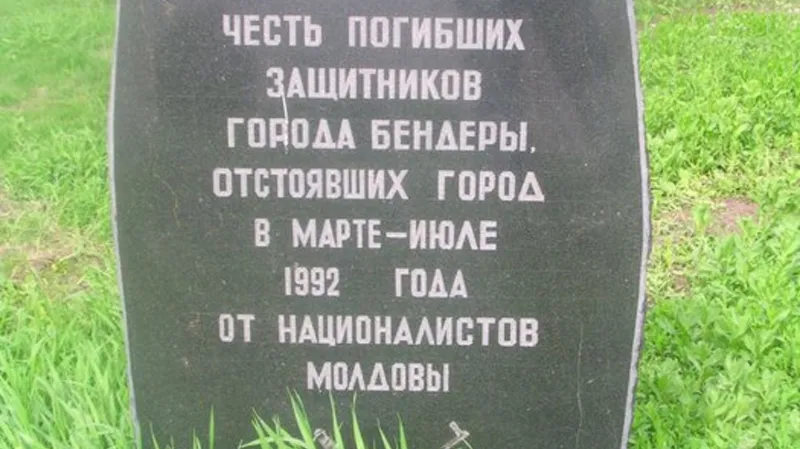 ЧЕСТЬ ПОГИБШИХ
ЗАЩИТНИКОВ
ГОРОДА БЕНДЕРЫ,
ОТСТОЯВШИХ ГОРОД
В МАРТЕ-ИЮЛЕ
1992 ГОДА
ОТ НАЦИОНАЛИСТОВ
МОЛДОВЫ